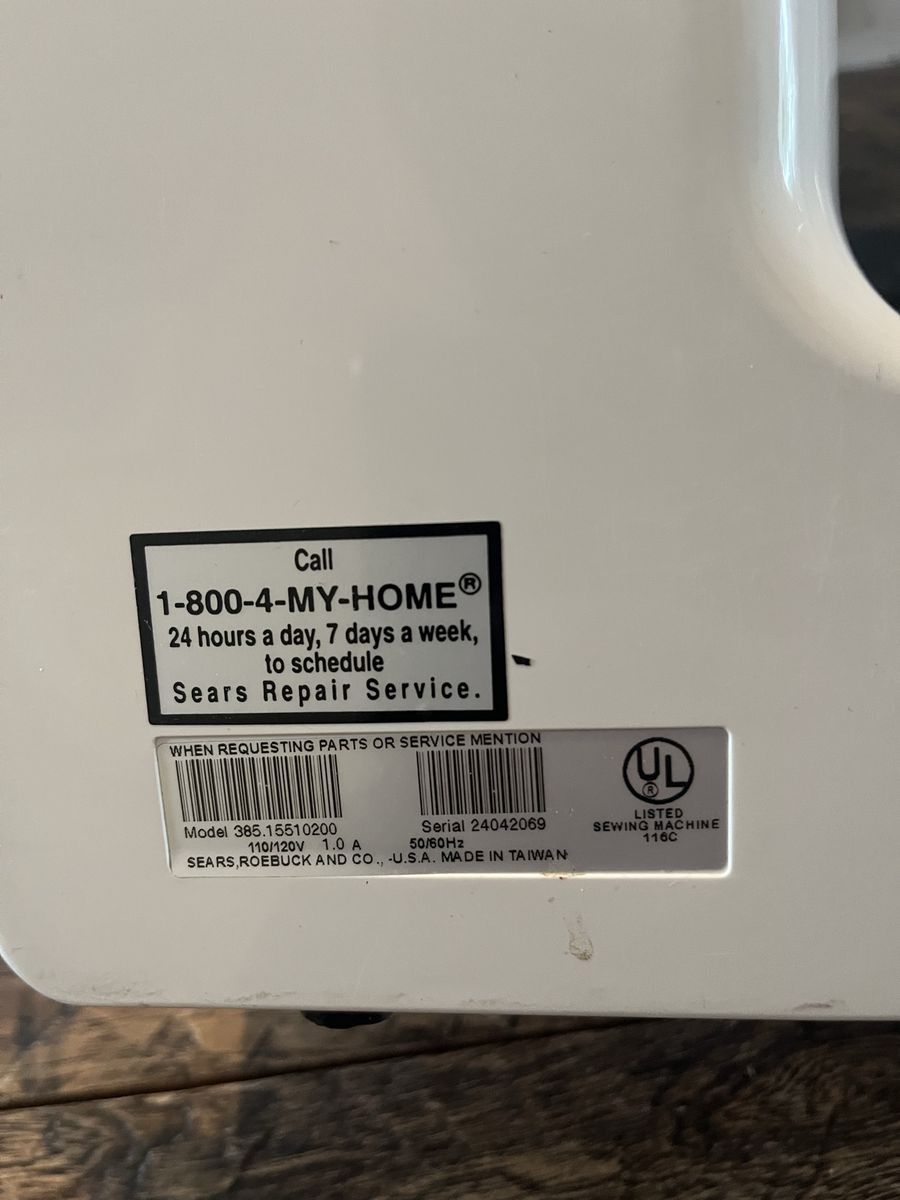 Call
1-800-4-MY-HOME®
24 hours a day, 7 days a week,
to schedule
Sears Repair Service.
WHEN REQUESTING PARTS OR SERVICE MENTION
Model 385.15510200
Serial 24042069
110/120V 1.0 A 50/60Hz
SEARS,ROEBUCK AND CO., -U.S.A. MADE IN TAIWAN
UL
®
LISTED
SEWING MACHINE
116C